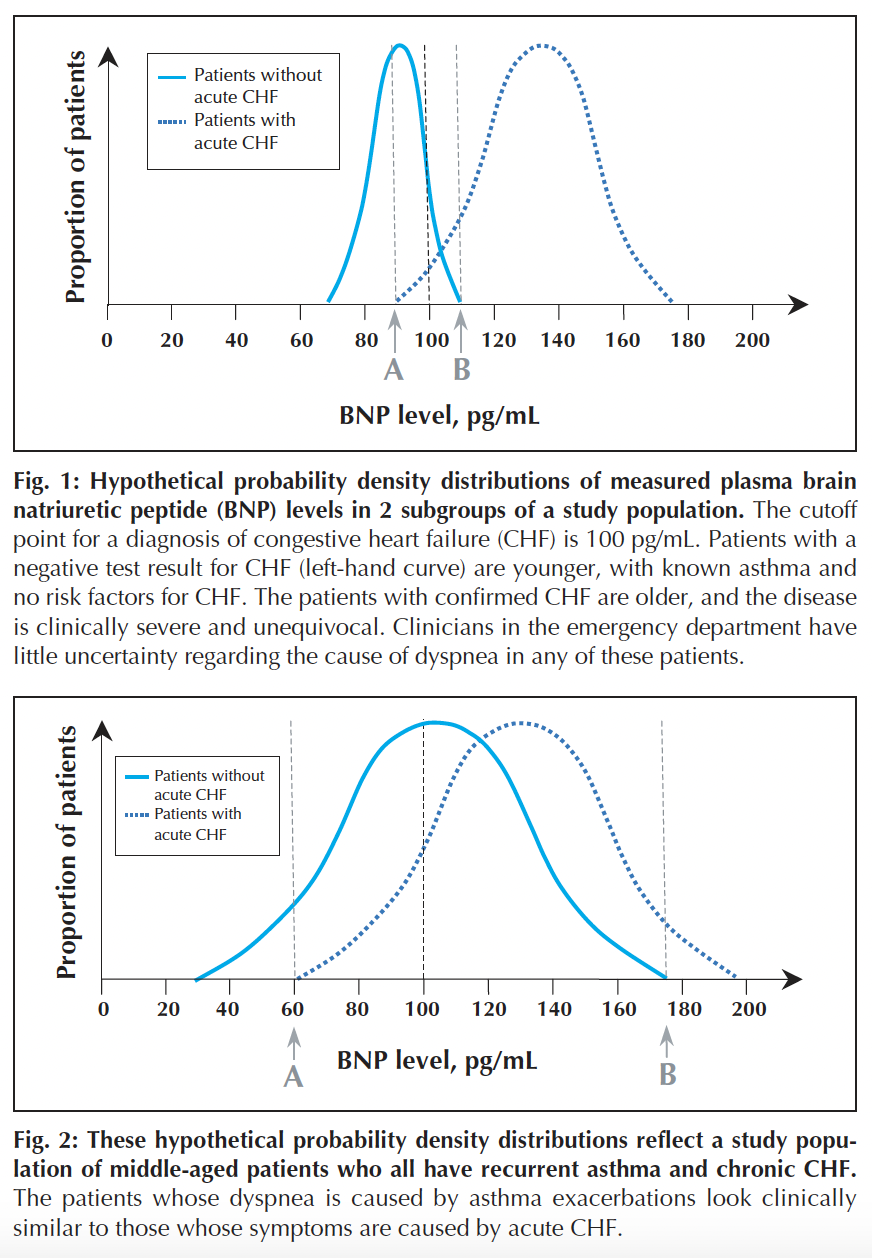 Proportion of patients
Patients without
acute CHF
Patients with
acute CHF
0 20 40 60 80 100 120 140 160 180 200
A B
BNP level, pg/mL
Fig. 1: Hypothetical probability density distributions of measured plasma brain
natriuretic peptide (BNP) levels in 2 subgroups of a study population. The cutoff
point for a diagnosis of congestive heart failure (CHF) is 100 pg/mL. Patients with a
negative test result for CHF (left-hand curve) are younger, with known asthma and
no risk factors for CHF. The patients with confirmed CHF are older, and the disease
is clinically severe and unequivocal. Clinicians in the emergency department have
little uncertainty regarding the cause of dyspnea in any of these patients.
Proportion of patients
Patients without
acute CHF
Patients with
acute CHF
0 20 40 60 80 100 120 140 160 180 200
A B
BNP level, pg/mL
Fig. 2: These hypothetical probability density distributions reflect a study popu-
lation of middle-aged patients who all have recurrent asthma and chronic CHF.
The patients whose dyspnea is caused by asthma exacerbations look clinically
similar to those whose symptoms are caused by acute CHF.